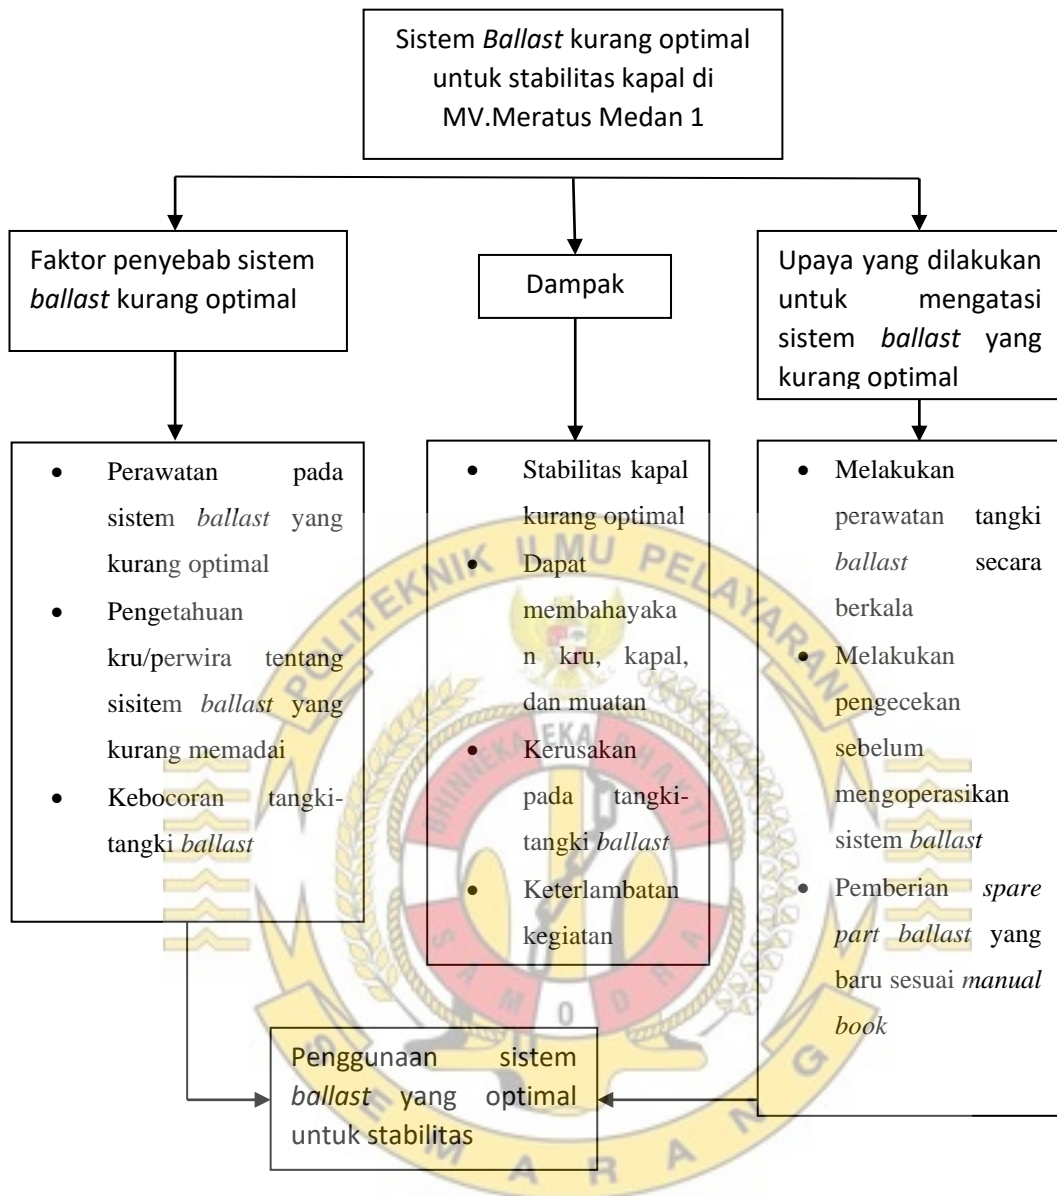 Sistem Ballast kurang optimal
untuk stabilitas kapal di
MV.Meratus Medan 1
Faktor penyebab sistem
ballast kurang optimal
Dampak
Upaya yang dilakukan
untuk mengatasi
sistem ballast yang
kurang optimal
• Perawatan pada
sistem ballast yang
kurang optimal
• Pengetahuan
kru/perwira tentang
sisitem ballast yang
kurang memadai
• Kebocoran tangki-
tangki ballast
• Stabilitas kapal
kurang optimal
• Dapat
membahayaka
n kru, kapal,
dan muatan
• Kerusakan
pada tangki-
tangki ballast
• Keterlambatan
kegiatan
• Melakukan
perawatan tangki
ballast secara
berkala
• Melakukan
pengecekan
sebelum
mengoperasikan
sistem ballast
• Pemberian spare
part ballast yang
baru sesuai manual
book
Penggunaan sistem
ballast yang optimal
untuk stabilitas
POLITEKNIK ILMU PELAYARAN
BHINNEKA EKA BHAKTI
SAMODRA
SEMARANG